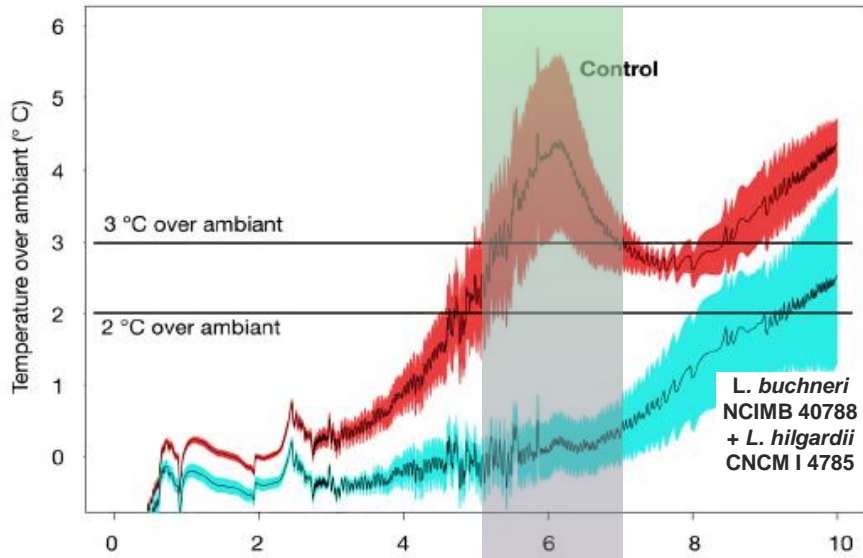 Temperature over ambiant (° C)
6
5
4
3
2
1
0
Control
3 °C over ambiant
2 °C over ambiant
L. buchneri
NCIMB 40788
+ L. hilgardii
CNCM I 4785
0 2 4 6 8 10